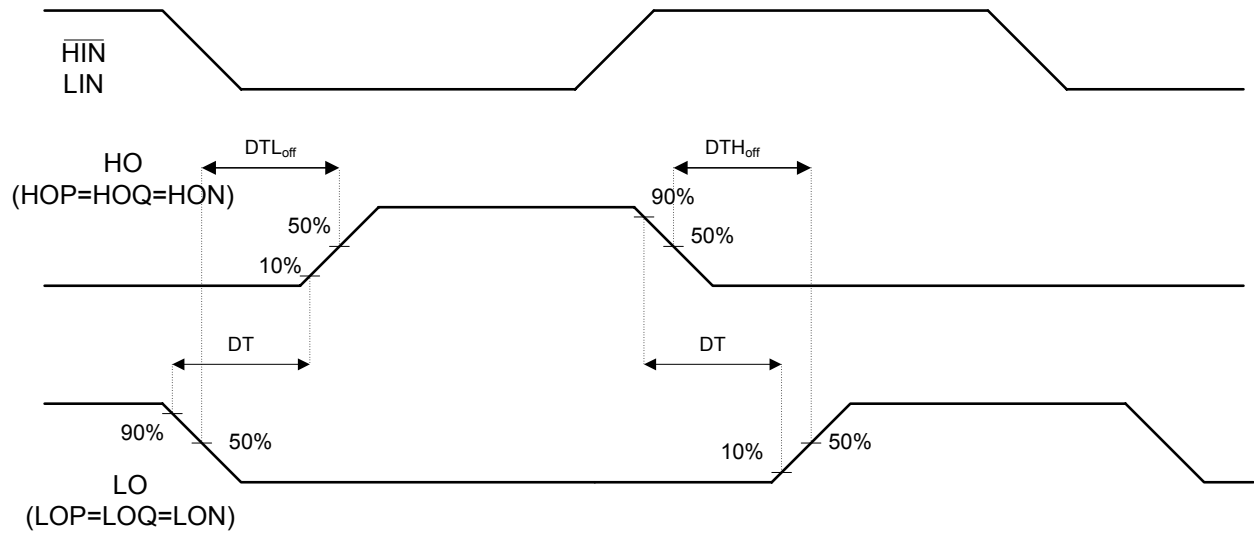 H̅I̅N̅
LIN
DTLoff
DTHoff
HO
(HOP=HOQ=HON)
90%
50%
50%
10%
DT
DT
90%
50%
10%
50%
LO
(LOP=LOQ=LON)